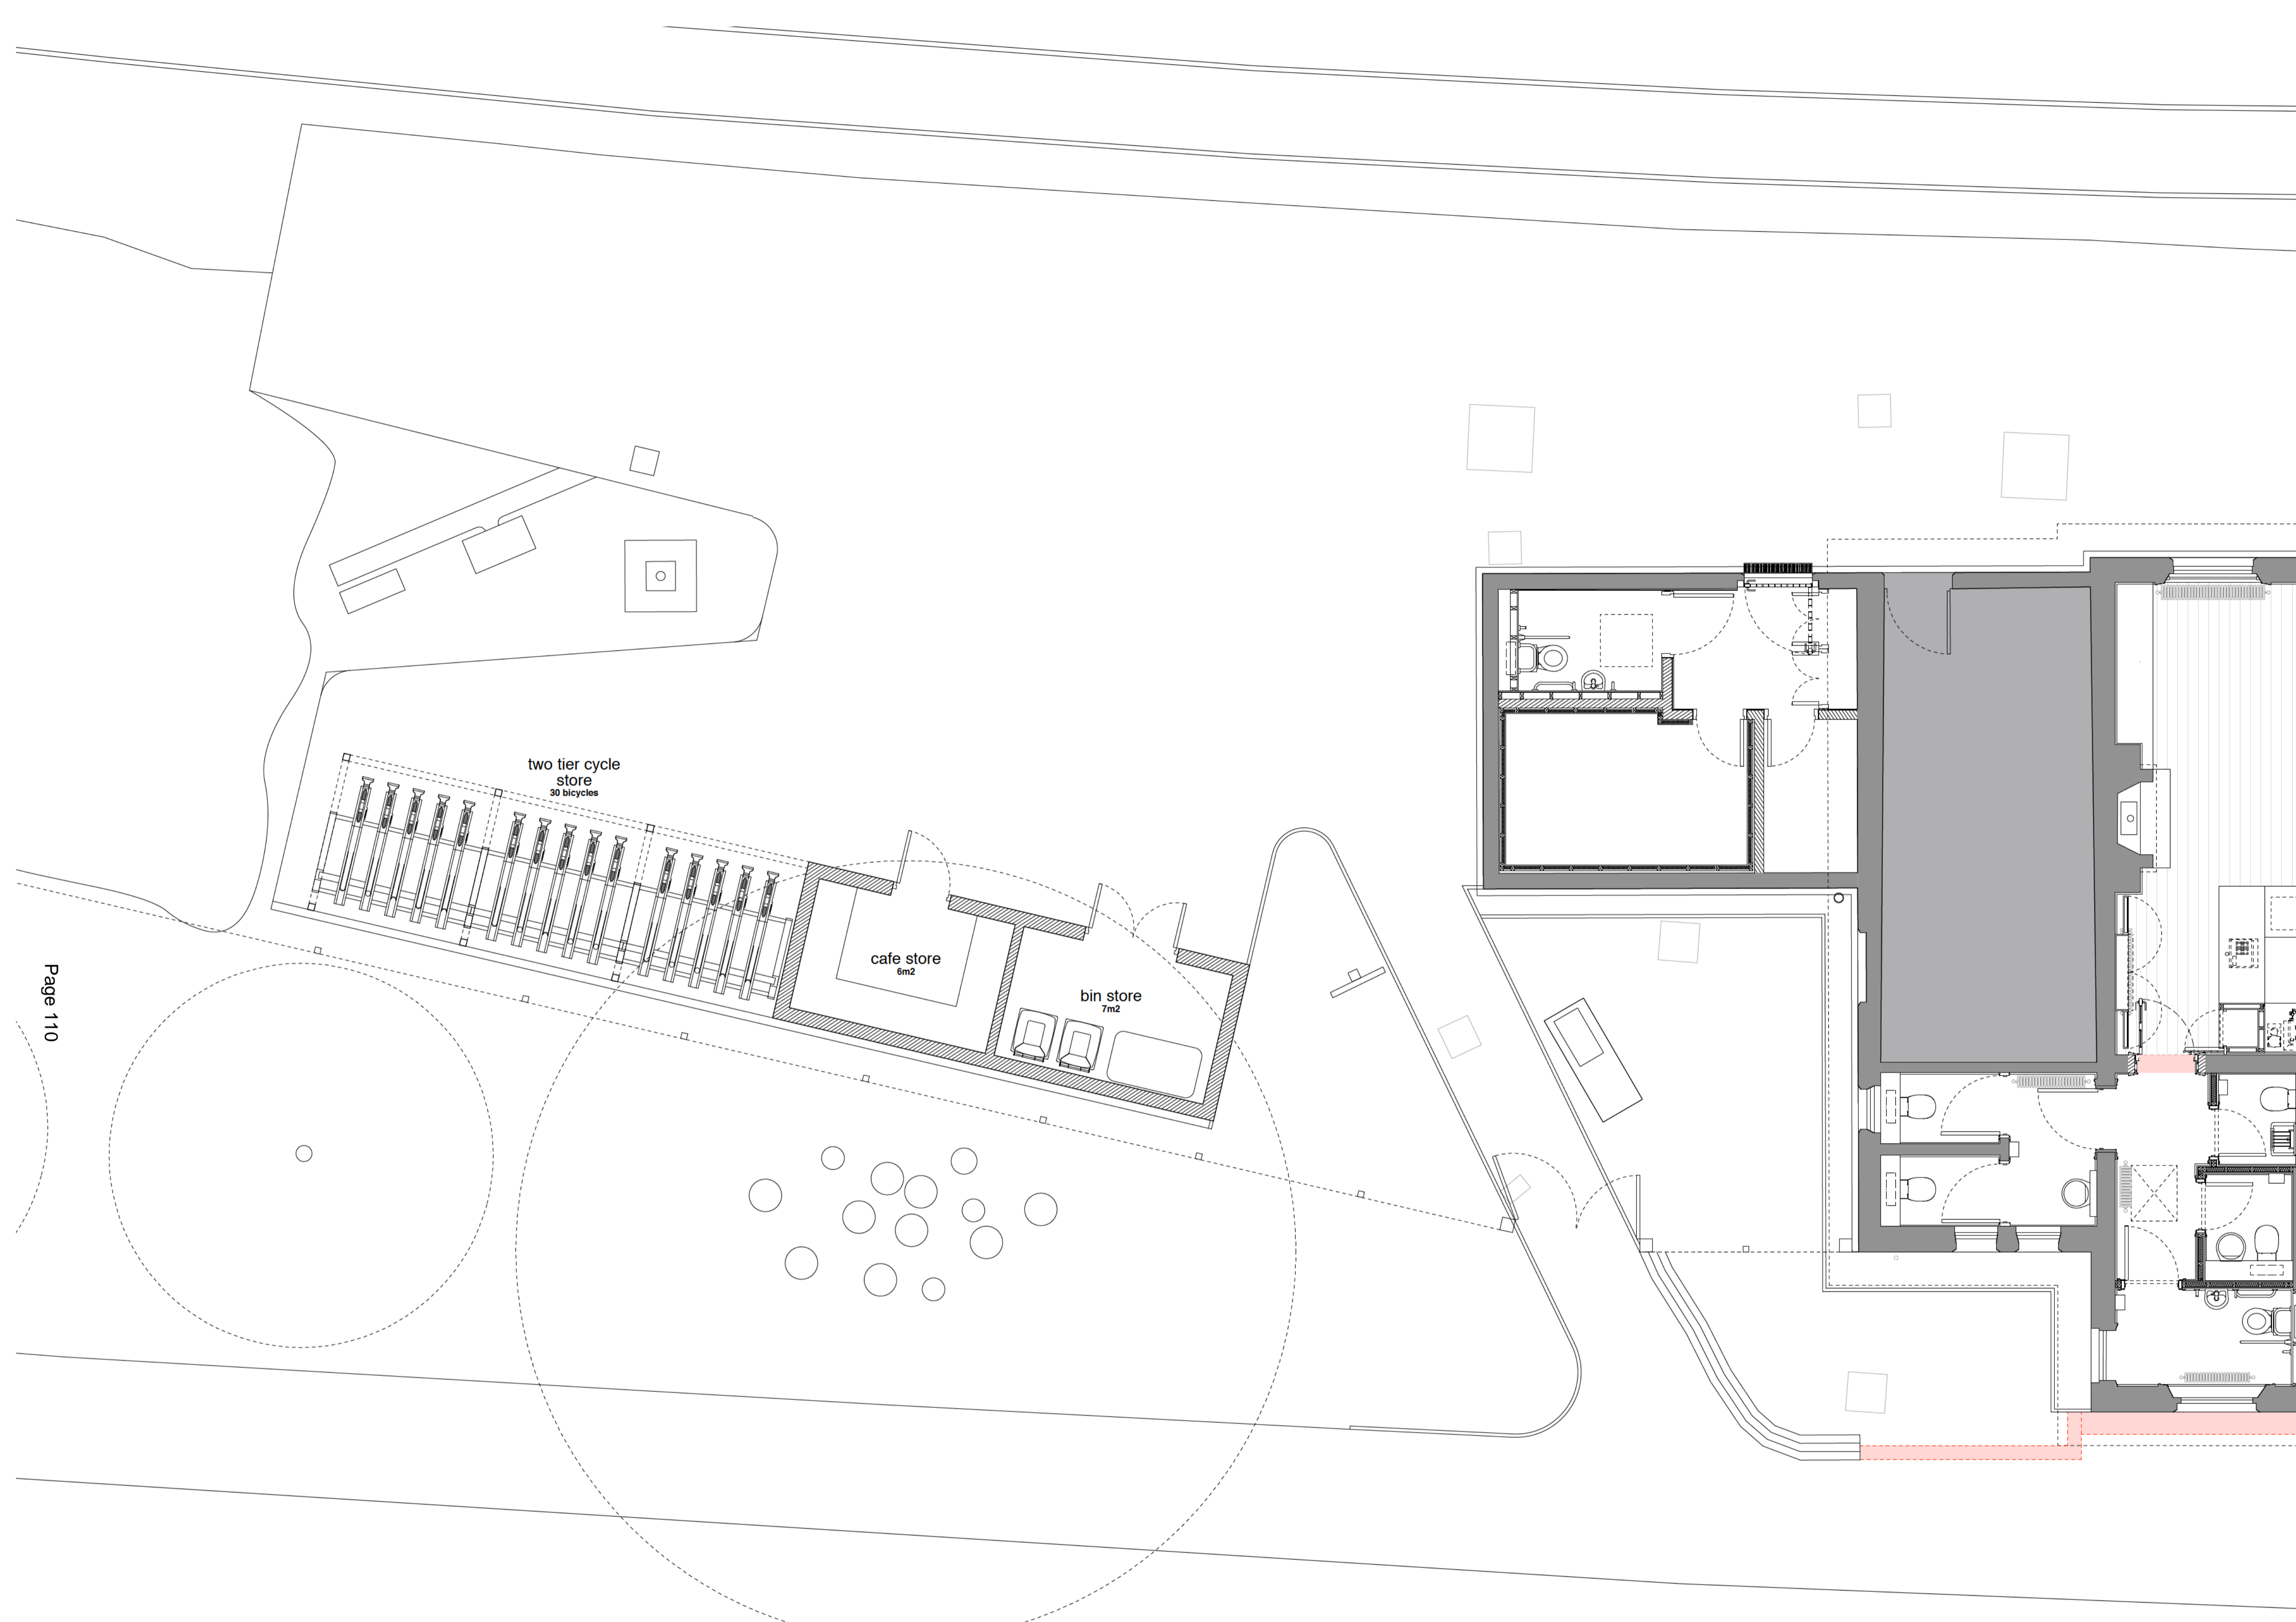 two tier cycle
store
30 bicycles
cafe store
6m2
bin store
7m2
Page 110